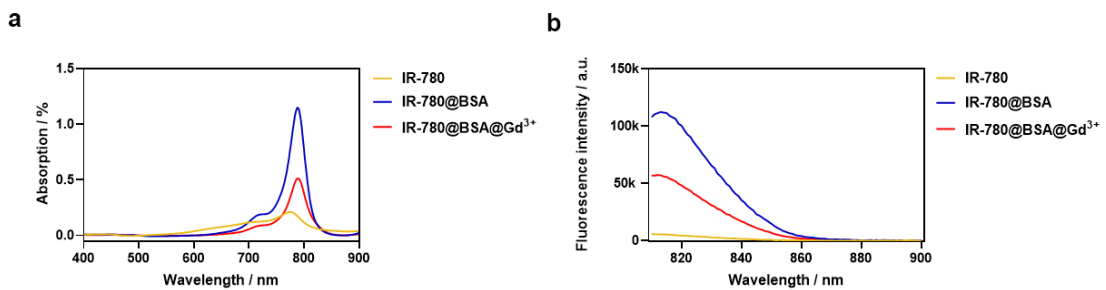 a
Absorption / %
1.5
1.0
0.5
0.0
400 500 600 700 800 900
Wavelength / nm
IR-780
IR-780@BSA
IR-780@BSA@Gd³⁺
b
Fluorescence intensity / a.u.
150k
100k
50k
0
820 840 860 880 900
Wavelength / nm
IR-780
IR-780@BSA
IR-780@BSA@Gd³⁺